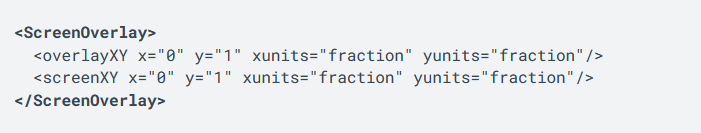 <ScreenOverlay>
<overlayXY x="0" y="1" xunits="fraction" yunits="fraction"/>
<screenXY x="0" y="1" xunits="fraction" yunits="fraction"/>
</ScreenOverlay>